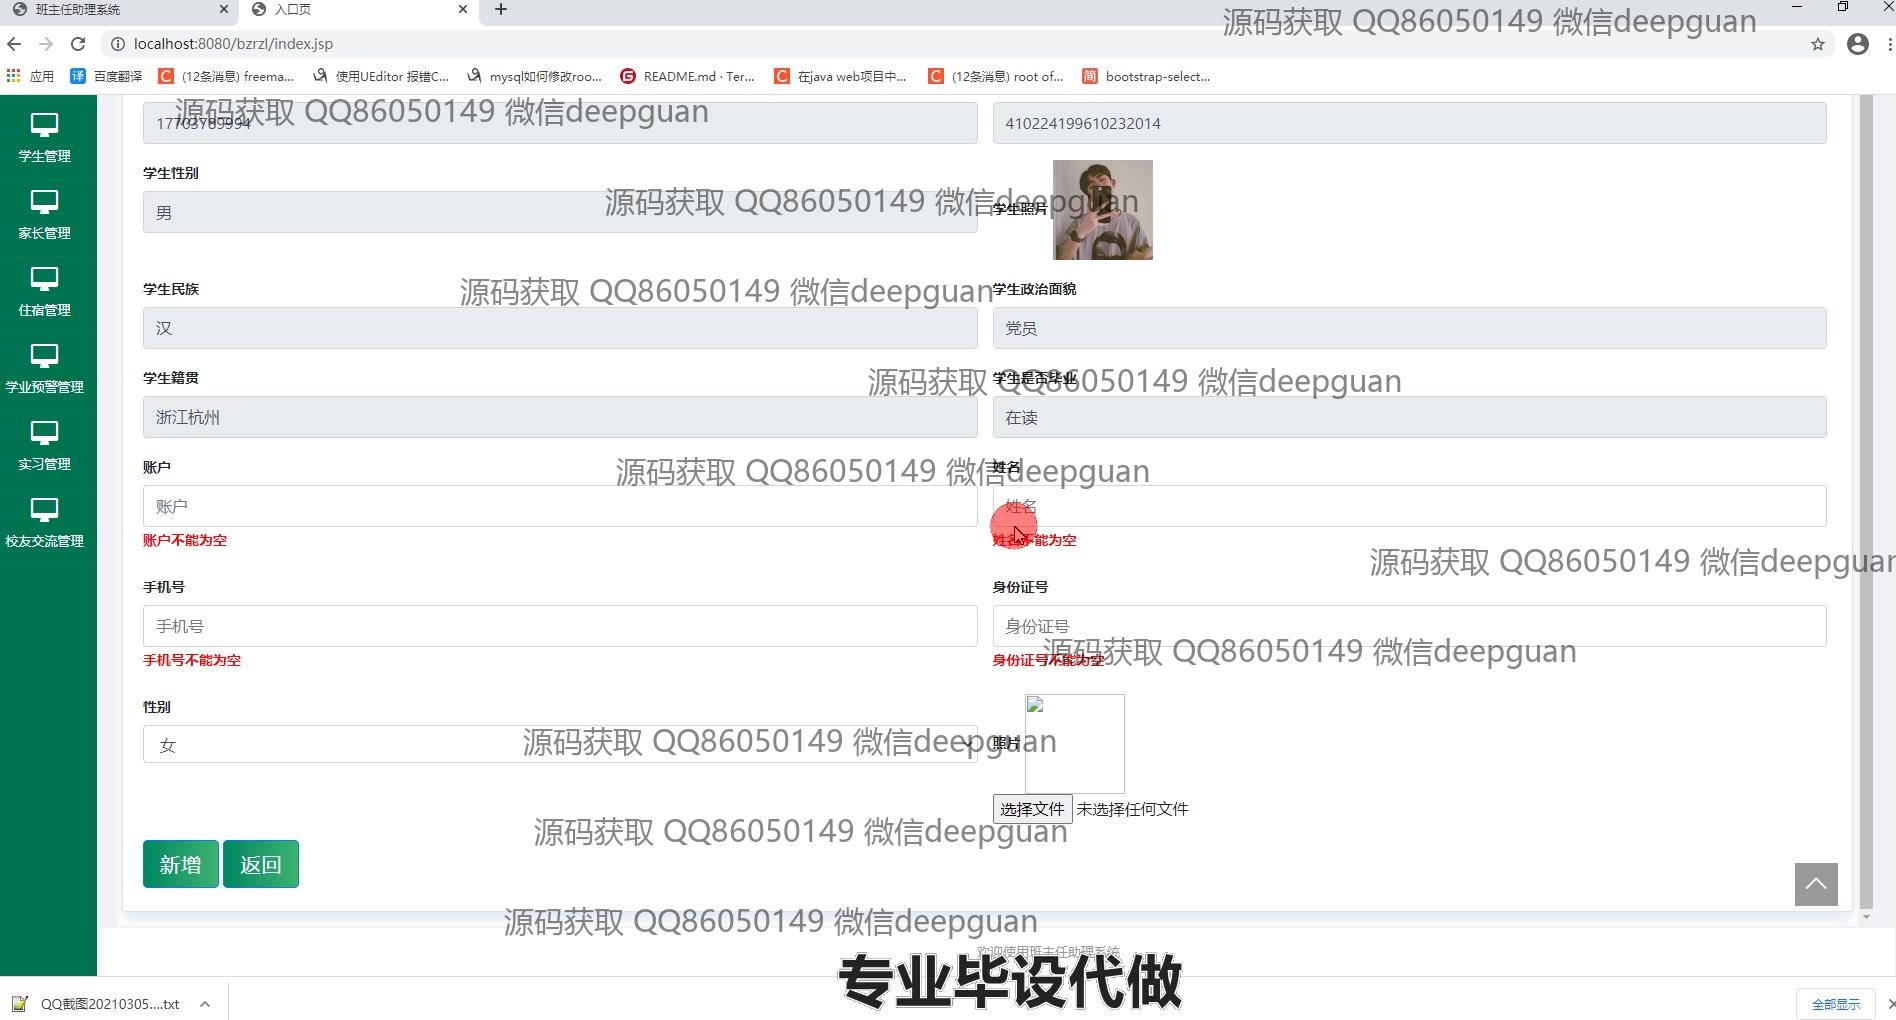 班主任助理系统
入口页
源码获取 QQ86050149 微信deepguan
localhost:8080/bzrzl/index.jsp
应用
百度翻译
(12条消息) freema...
使用UEditor 报错C...
mysql如何修改roo...
README.md · Ter...
在java web项目中...
(12条消息) root of...
bootstrap-select...
源码获取 QQ86050149 微信deepguan
17703789994
410224199610232014
学生管理
学生性别
男
源码获取 QQ86050149 微信deepguan
学生照片
家长管理
学生民族
源码获取 QQ86050149 微信deepguan
学生政治面貌
住宿管理
汉
党员
学生籍贯
源码获取 QQ86050149 微信deepguan
学生是否毕业
学业预警管理
浙江杭州
在读
账户
源码获取 QQ86050149 微信deepguan
姓名
实习管理
账户
姓名
账户不能为空
姓名不能为空
校友交流管理
源码获取 QQ86050149 微信deepguan
手机号
身份证号
手机号
身份证号
手机号不能为空
身份证号不能为空
源码获取 QQ86050149 微信deepguan
性别
女
源码获取 QQ86050149 微信deepguan
照片
选择文件 未选择任何文件
源码获取 QQ86050149 微信deepguan
新增
返回
源码获取 QQ86050149 微信deepguan
欢迎使用班主任助理系统
专业毕设代做
QQ截图20210305....txt
全部显示